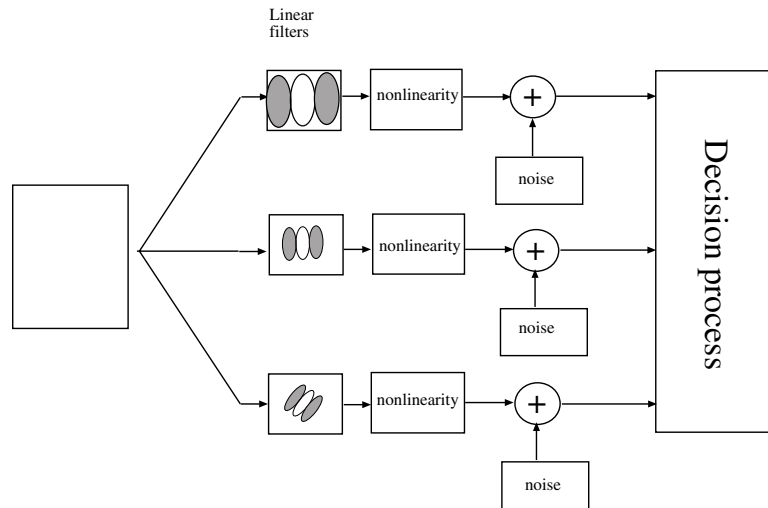 Linear
filters
nonlinearity
+
noise
nonlinearity
+
noise
nonlinearity
+
noise
Decision process